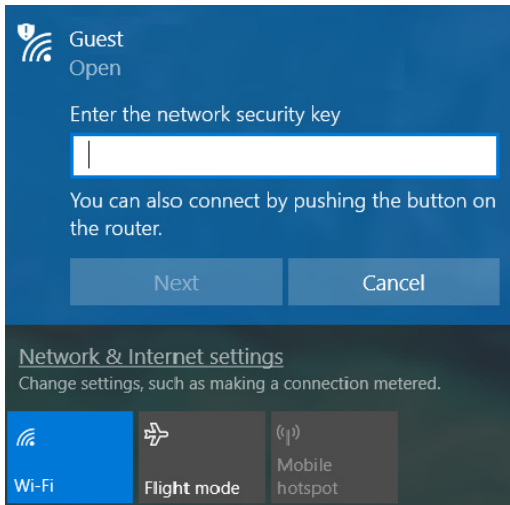 Guest
Open
Enter the network security key
You can also connect by pushing the button on
the router.
Next
Cancel
Network & Internet settings
Change settings, such as making a connection metered.
Wi-Fi
Flight mode
Mobile
hotspot